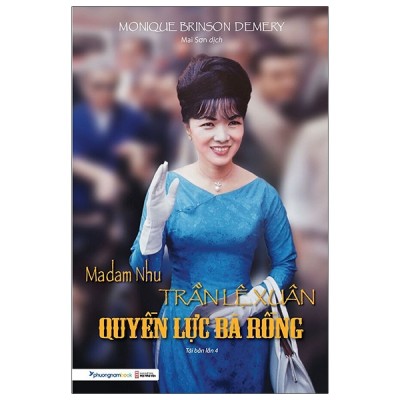 MONIQUE BRINSON DEMERY
Mai Sơn dịch
Madam Nhu
TRẦN LỆ XUÂN
QUYỀN LỰC BÀ RỒNG
Tái bản lần 4
phuongnambook